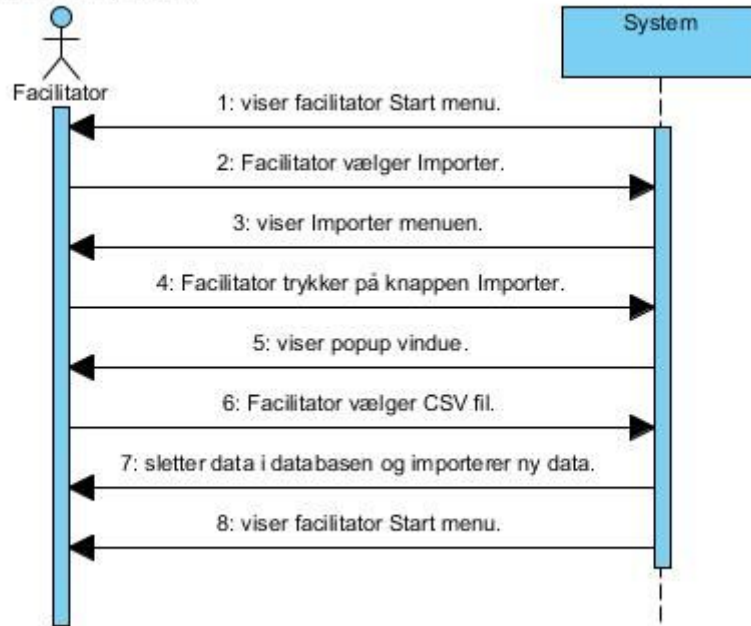 System
Facilitator
1: viser facilitator Start menu.
2: Facilitator vælger Importer.
3: viser Importer menuen.
4: Facilitator trykker på knappen Importer.
5: viser popup vindue.
6: Facilitator vælger CSV fil.
7: sletter data i databasen og importerer ny data.
8: viser facilitator Start menu.